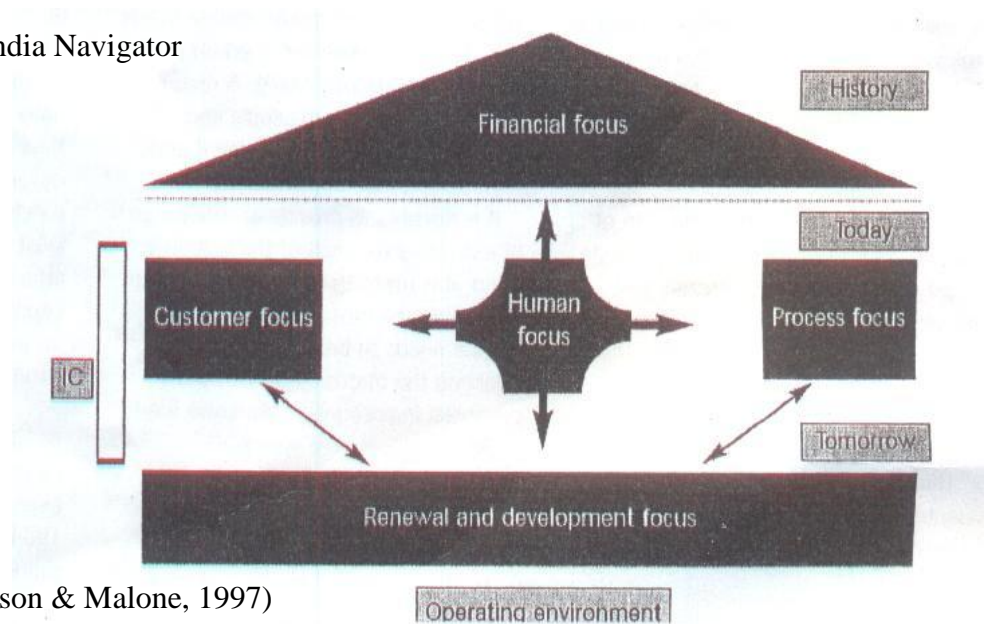 ndia Navigator
History
Financial focus
Today
Customer focus
Human
focus
Process focus
IC
Tomorrow
Renewal and development focus
son & Malone, 1997)
Operating environment